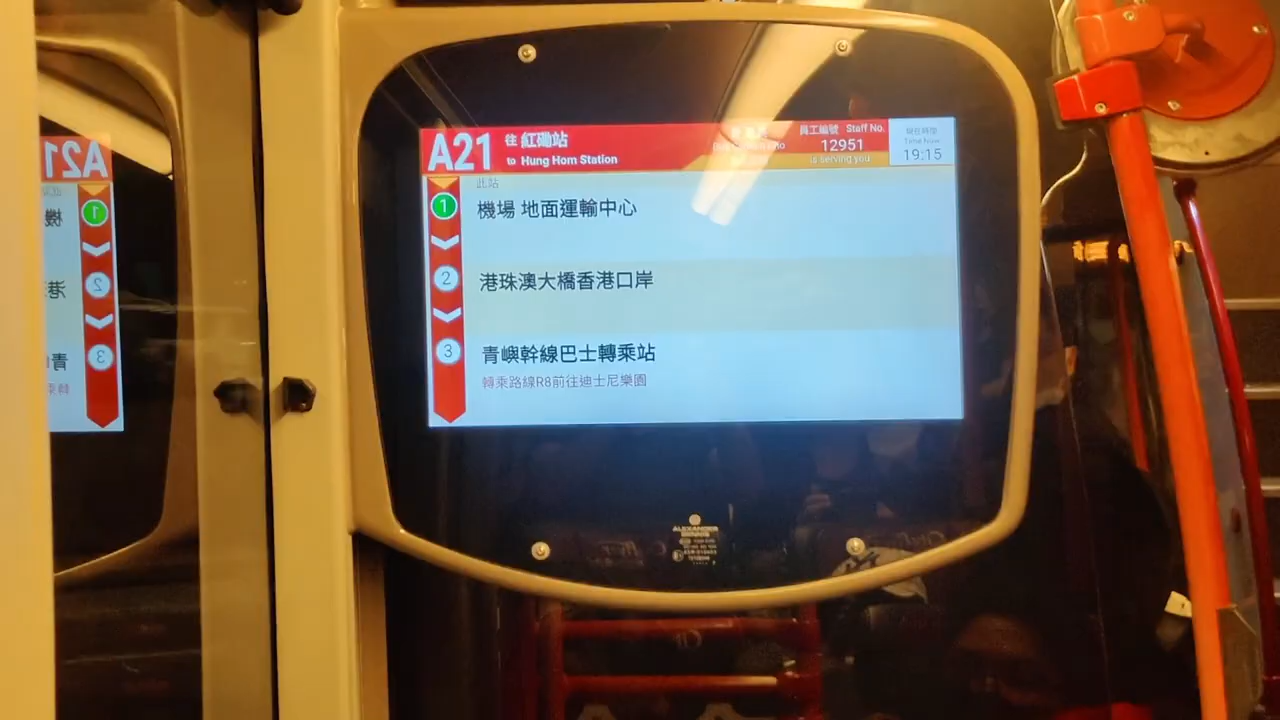 A21
往 紅磡站
to Hung Hom Station
員工編號 Staff No.
12951
is serving you
現在時間
Time Now
19:15
此站
1 機場 地面運輸中心
2 港珠澳大橋香港口岸
3 青嶼幹線巴士轉乘站
轉乘路線R8前往迪士尼樂園
ALEXANDER